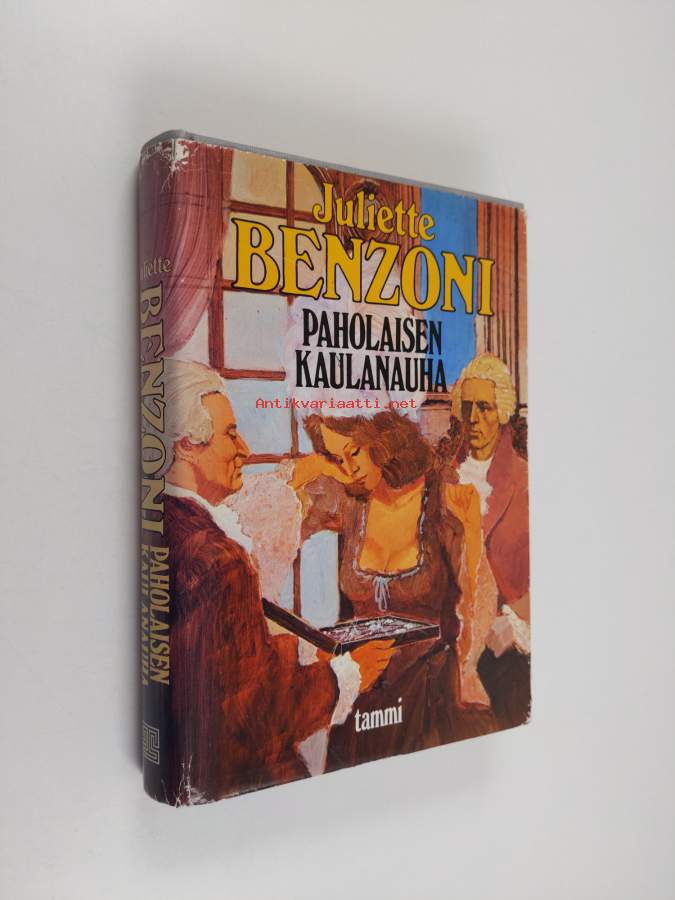 Juliette
BENZONI
PAHOLAISEN
KAULANAUHA
Antikvariaatti.net
tammi
Juliette
BENZONI
PAHOLAISEN
KAULANAUHA